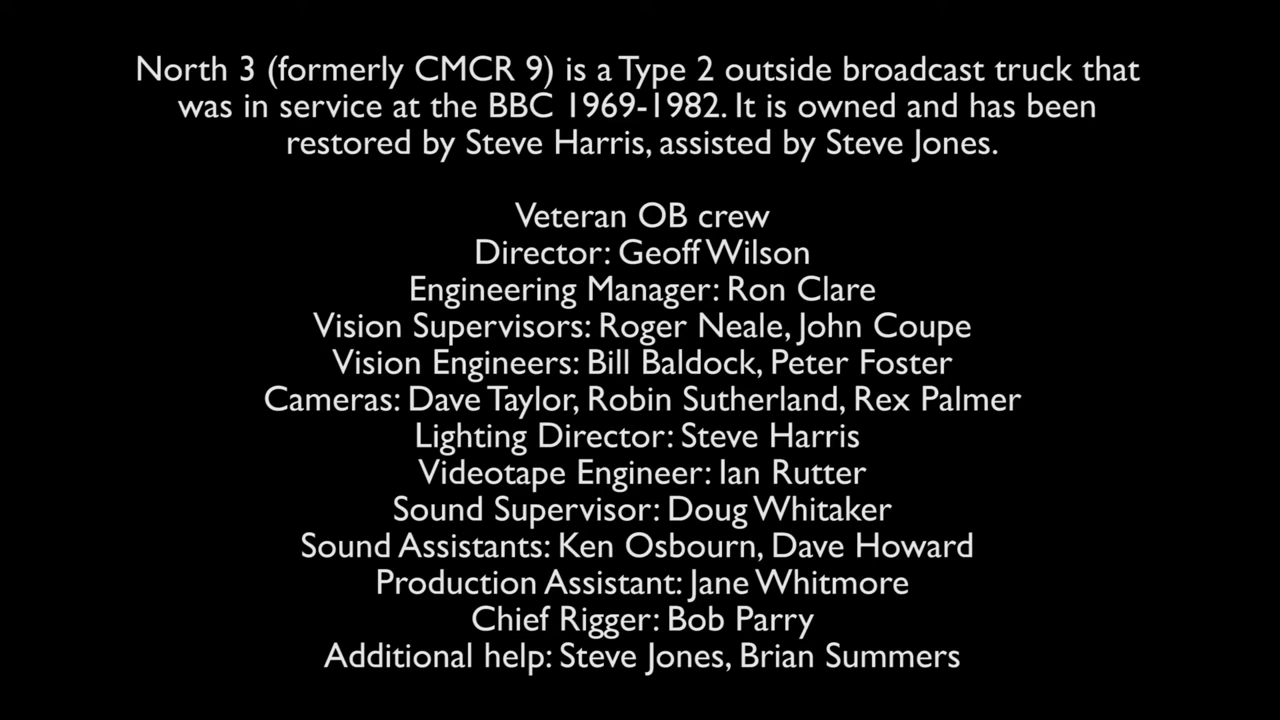 North 3 (formerly CMCR 9) is a Type 2 outside broadcast truck that
was in service at the BBC 1969-1982. It is owned and has been
restored by Steve Harris, assisted by Steve Jones.
Veteran OB crew
Director: Geoff Wilson
Engineering Manager: Ron Clare
Vision Supervisors: Roger Neale, John Coupe
Vision Engineers: Bill Baldock, Peter Foster
Cameras: Dave Taylor, Robin Sutherland, Rex Palmer
Lighting Director: Steve Harris
Videotape Engineer: Ian Rutter
Sound Supervisor: Doug Whitaker
Sound Assistants: Ken Osbourn, Dave Howard
Production Assistant: Jane Whitmore
Chief Rigger: Bob Parry
Additional help: Steve Jones, Brian Summers